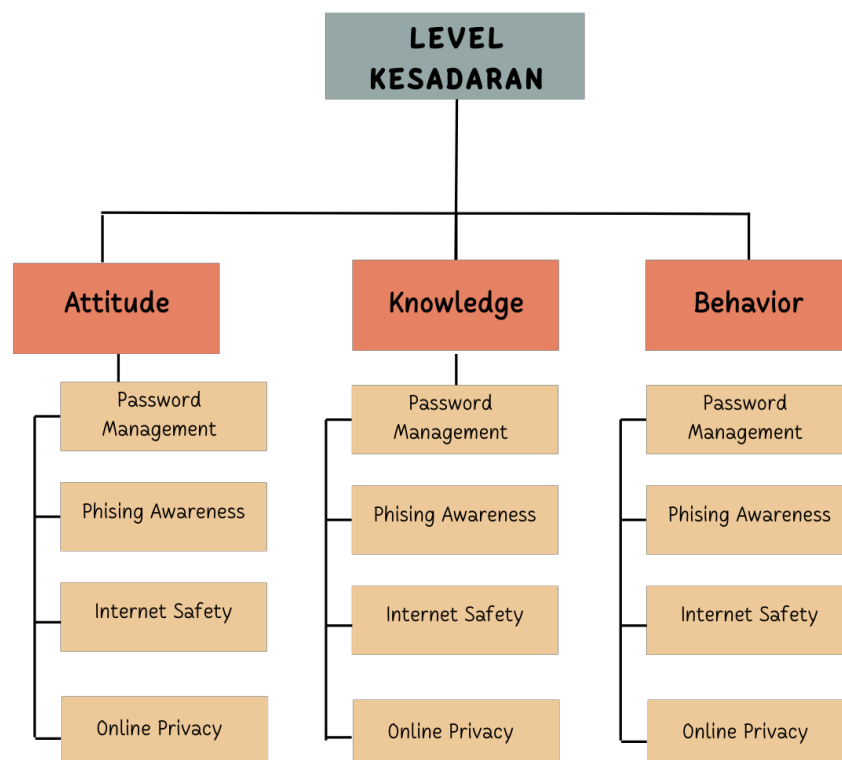 LEVEL
KESADARAN
Attitude
Knowledge
Behavior
Password
Management
Phising Awareness
Internet Safety
Online Privacy
Password
Management
Phising Awareness
Internet Safety
Online Privacy
Password
Management
Phising Awareness
Internet Safety
Online Privacy